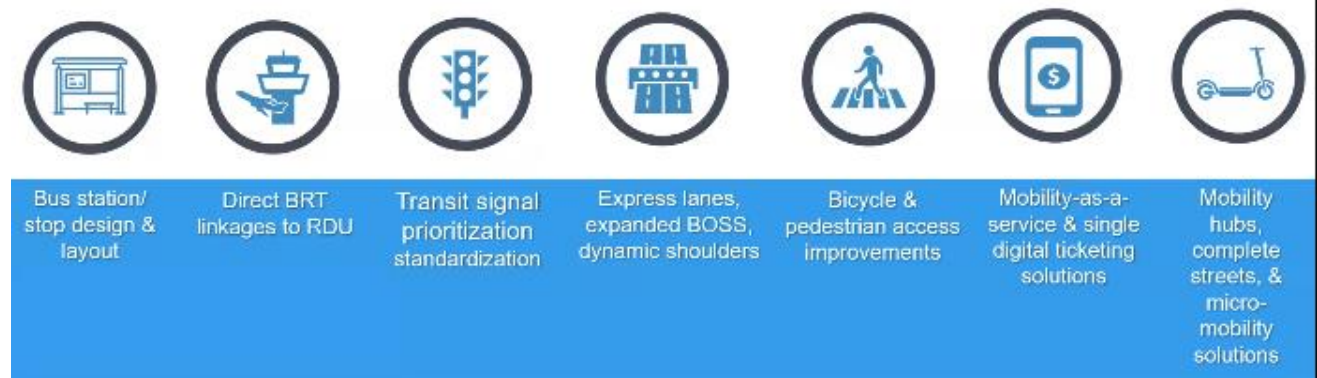 Bus station/
stop design &
layout
Direct BRT
linkages to RDU
Transit signal
prioritization
standardization
Express lanes,
expanded BOSS,
dynamic shoulders
Bicycle &
pedestrian access
improvements
$
Mobility-as-a-
service & single
digital ticketing
solutions
Mobility
hubs,
complete
streets, &
micro-
mobility
solutions